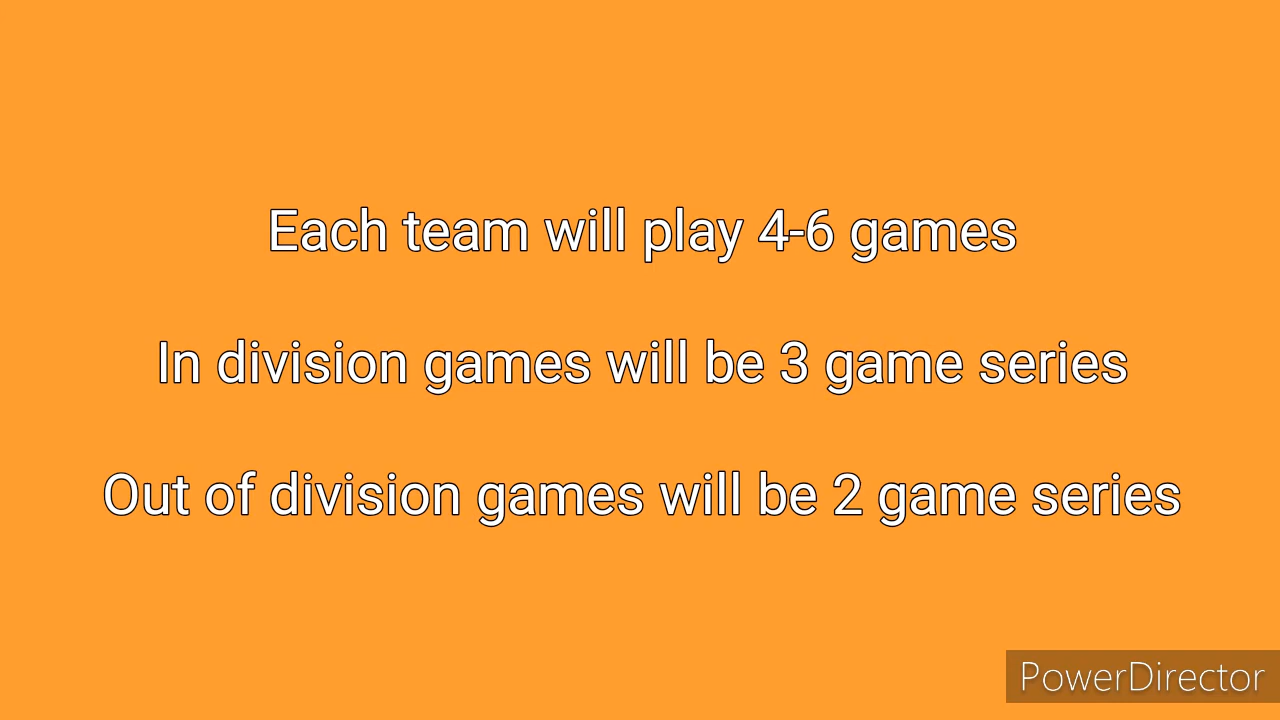 Each team will play 4-6 games
In division games will be 3 game series
Out of division games will be 2 game series
PowerDirector